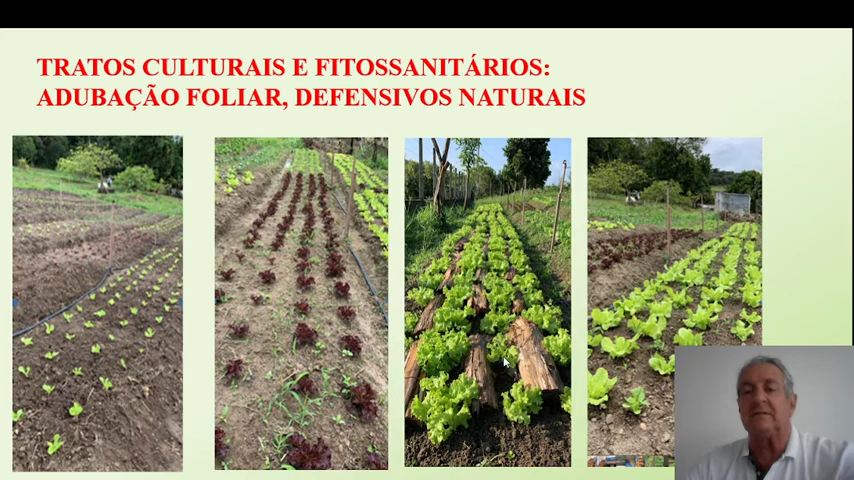 TRATOS CULTURAIS E FITOSSANITÁRIOS:
ADUBAÇÃO FOLIAR, DEFENSIVOS NATURAIS